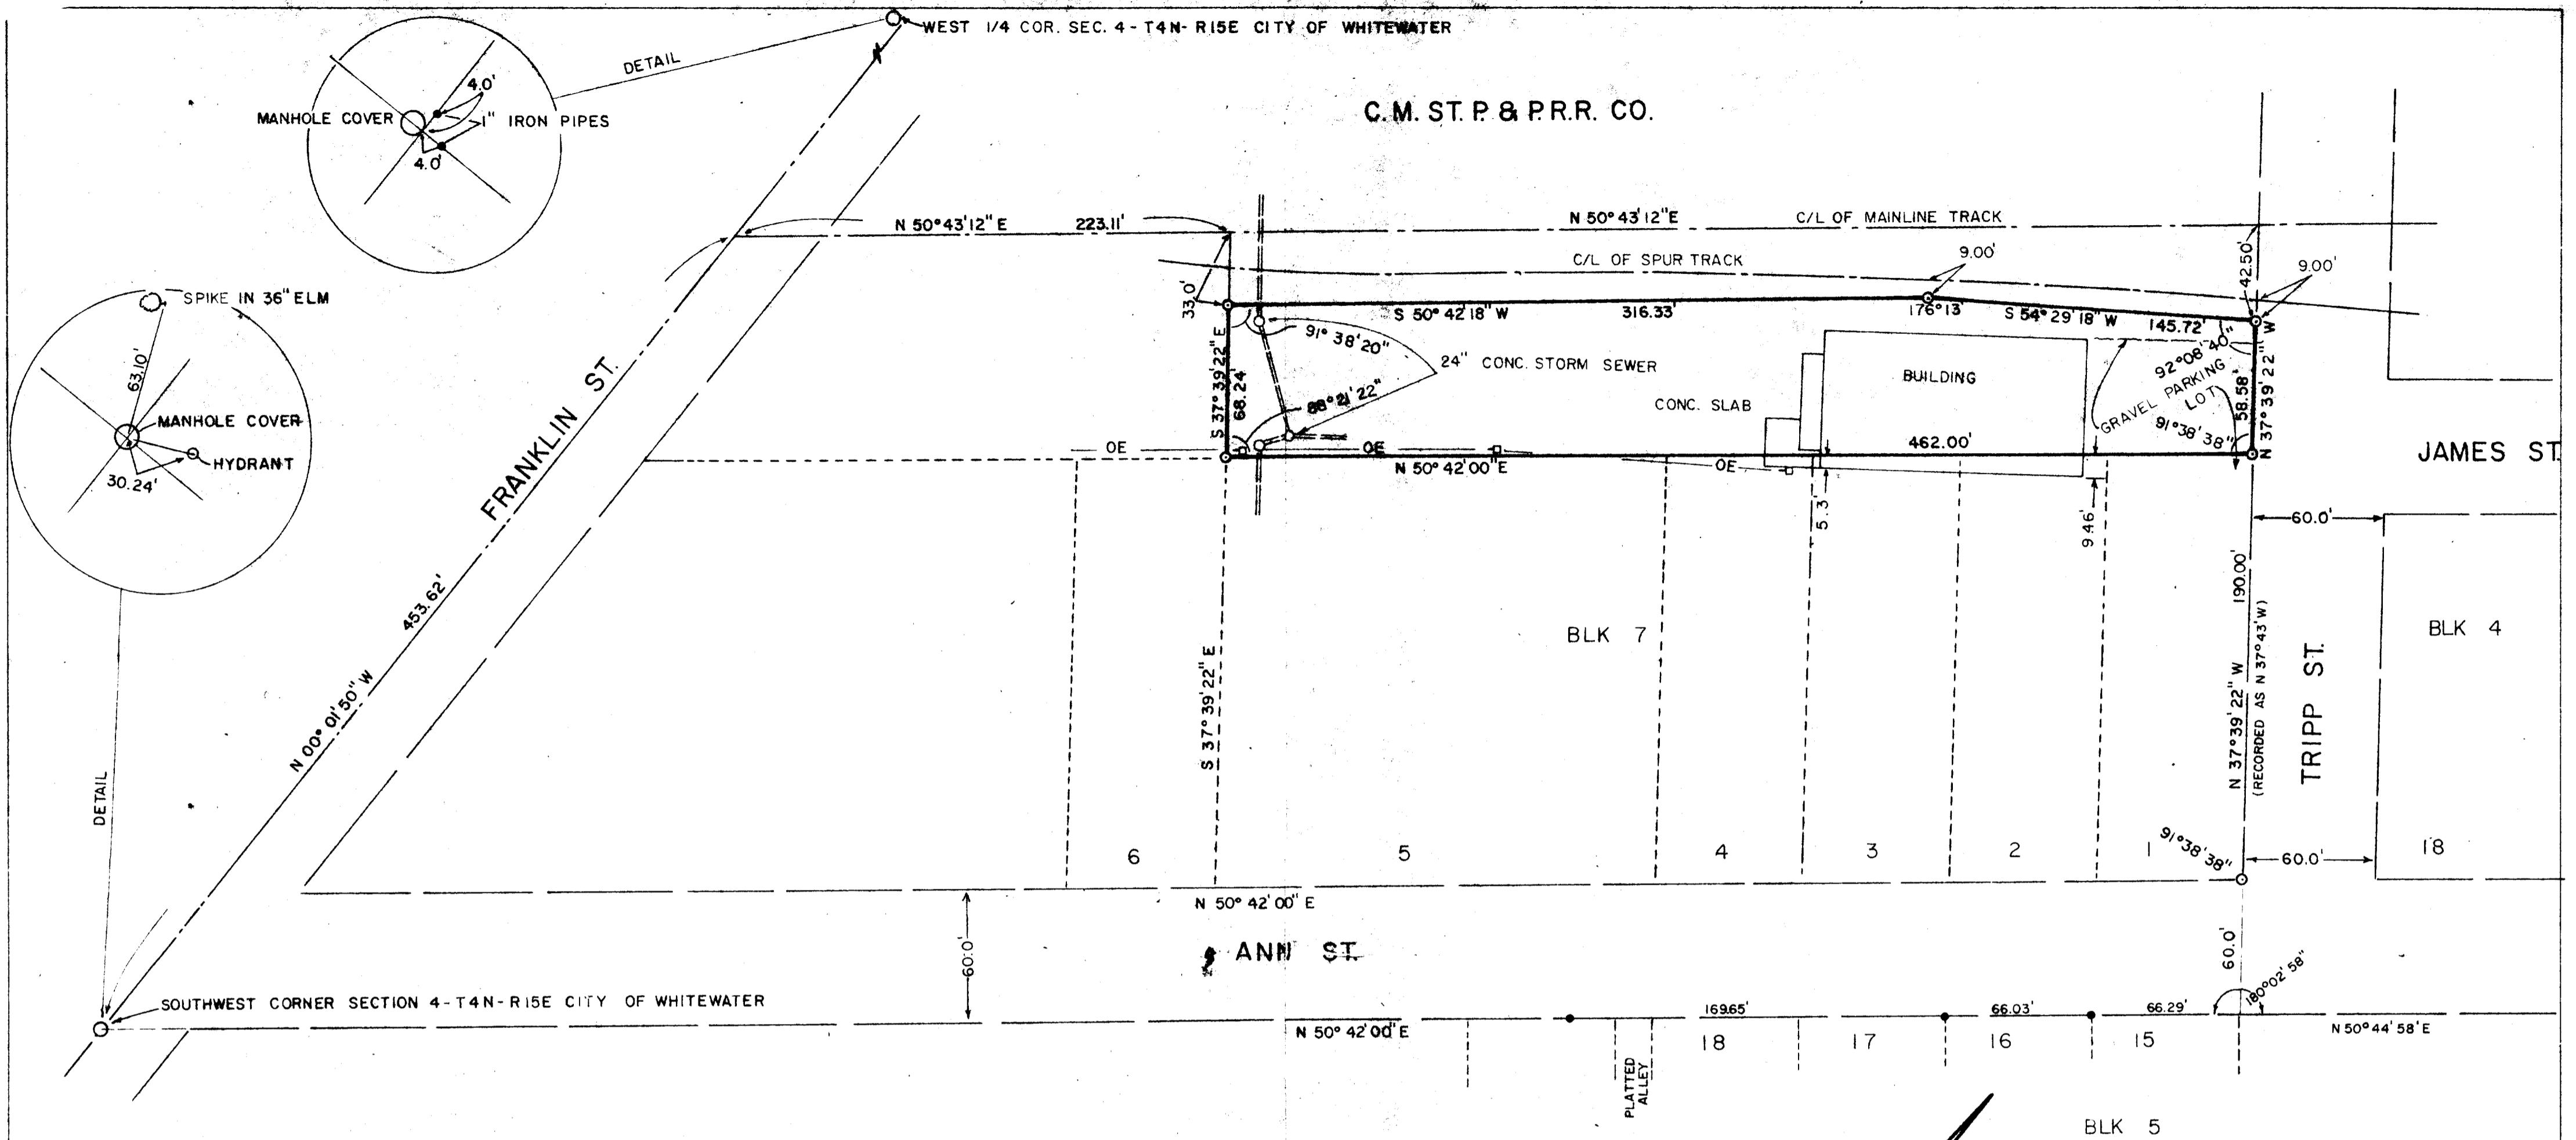 WEST 1/4 COR. SEC. 4 - T4N - R15E CITY OF WHITEWATER
DETAIL
4.0'
MANHOLE COVER
1" IRON PIPES
4.0'
C. M. ST. P. & P. R.R. CO.
N 50° 43' 12" E 223.11'
N 50° 43' 12" E
C/L OF MAINLINE TRACK
C/L OF SPUR TRACK
9.00'
42.50'
9.00'
SPIKE IN 36" ELM
63.10'
MANHOLE COVER
HYDRANT
30.24'
DETAIL
33.0'
S 50° 42' 18" W 316.33'
176° 13'
S 54° 29' 18" W 145.72'
91° 38' 20"
24" CONC. STORM SEWER
S 37° 39' 22" E
68.24'
88° 21' 22"
CONC. SLAB
BUILDING
92° 08' 40"
GRAVEL PARKING
LOT
91° 38' 38"
58.58'
N 37° 39' 22" W
OE
OE
OE
N 50° 42' 00" E
462.00'
5.3'
9.46'
FRANKLIN ST.
453.62'
N 00° 01' 50" W
JAMES ST.
60.0'
190.00'
N 37° 39' 22" W
(RECORDED AS N 37° 43' W)
TRIPP ST.
BLK 7
BLK 4
S 37° 39' 22" E
6
5
4
3
2
1
91° 38' 38"
60.0'
18
N 50° 42' 00" E
60.0'
ANN ST.
60.0'
180° 02' 58"
SOUTHWEST CORNER SECTION 4 - T4N - R15E CITY OF WHITEWATER
N 50° 42' 00" E
169.65'
66.03'
66.29'
N 50° 44' 58" E
18
17
16
15
PLATTED
ALLEY
BLK 5